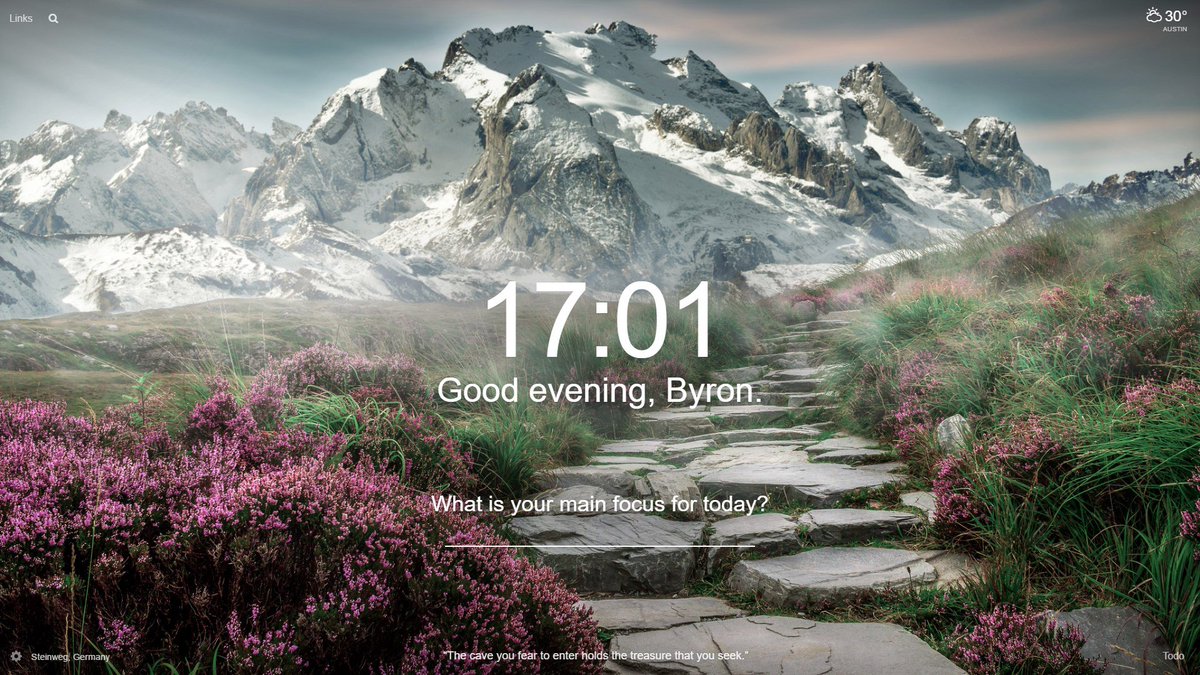 Links
30°
AUSTIN
17:01
Good evening, Byron.
What is your main focus for today?
Steinweg, Germany
"The cave you fear to enter holds the treasure that you seek."
Todo